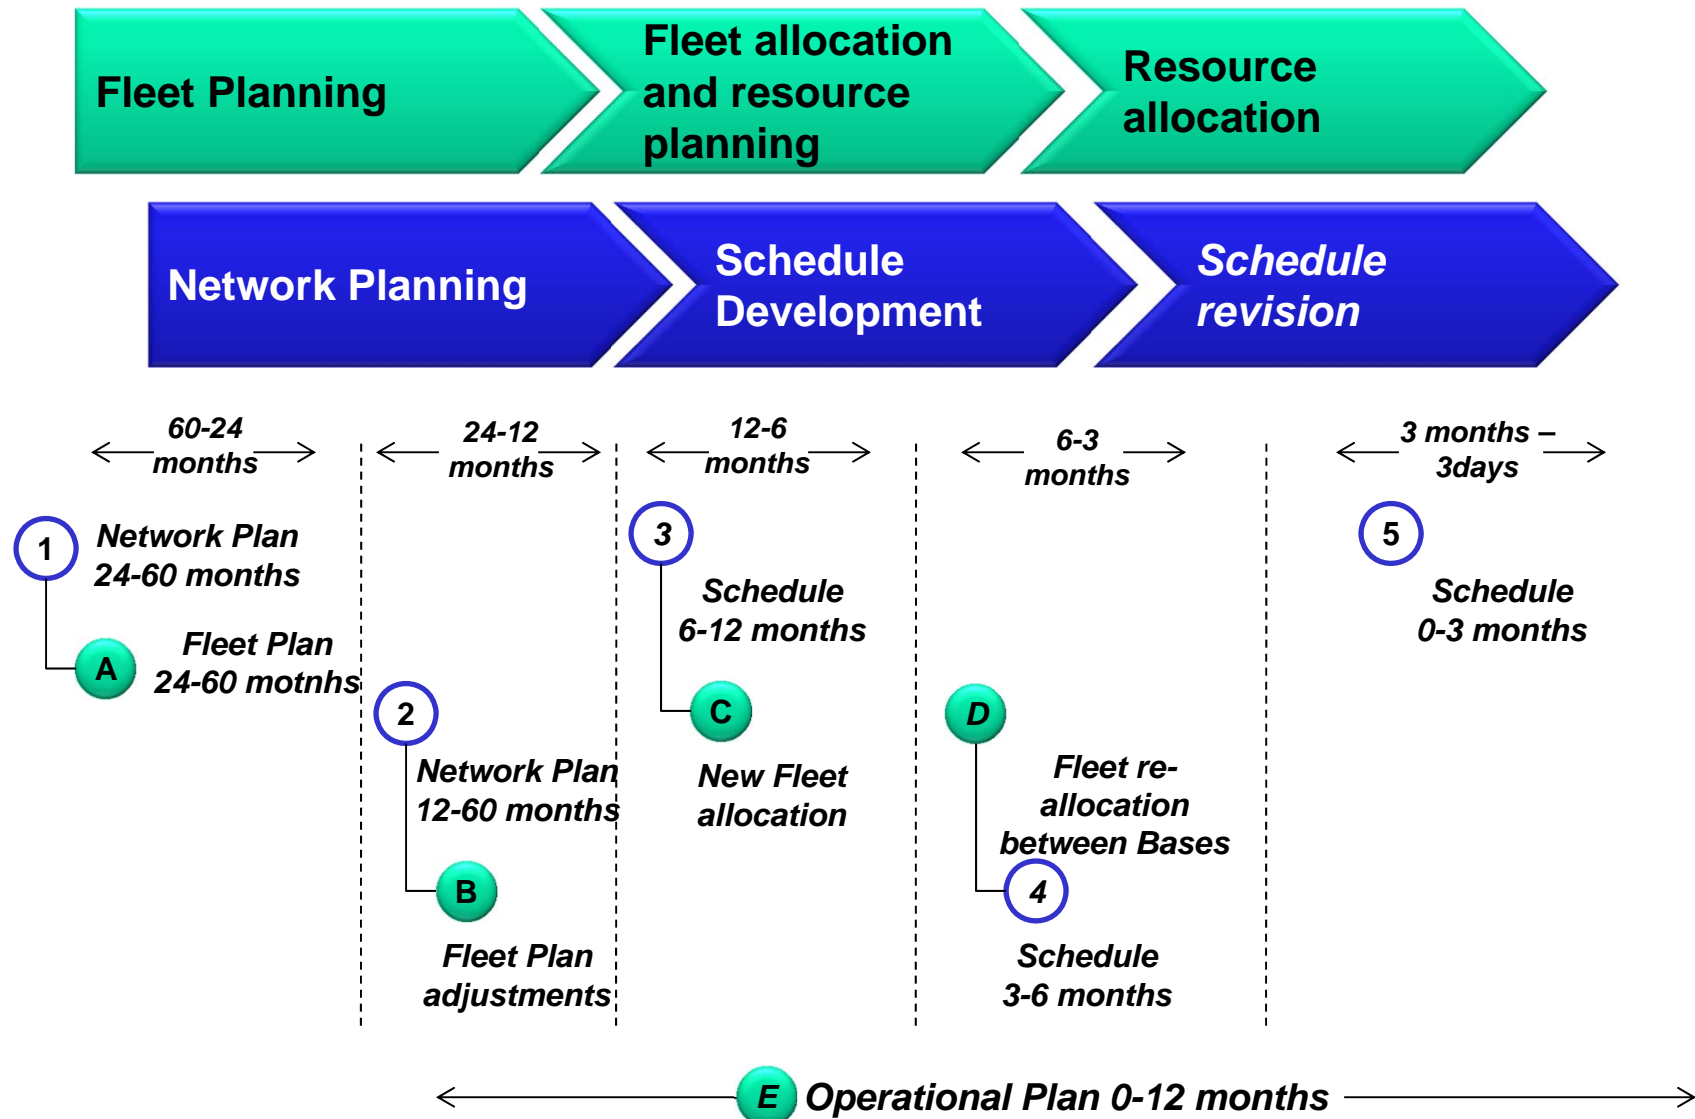 Fleet Planning
Fleet allocation
and resource
planning
Resource
allocation
Network Planning
Schedule
Development
Schedule
revision
60-24
months
24-12
months
12-6
months
6-3
months
3 months –
3days
1
Network Plan
24-60 months
A
Fleet Plan
24-60 motnhs
2
Network Plan
12-60 months
B
Fleet Plan
adjustments
3
Schedule
6-12 months
C
New Fleet
allocation
D
Fleet re-
allocation
between Bases
4
Schedule
3-6 months
5
Schedule
0-3 months
E Operational Plan 0-12 months